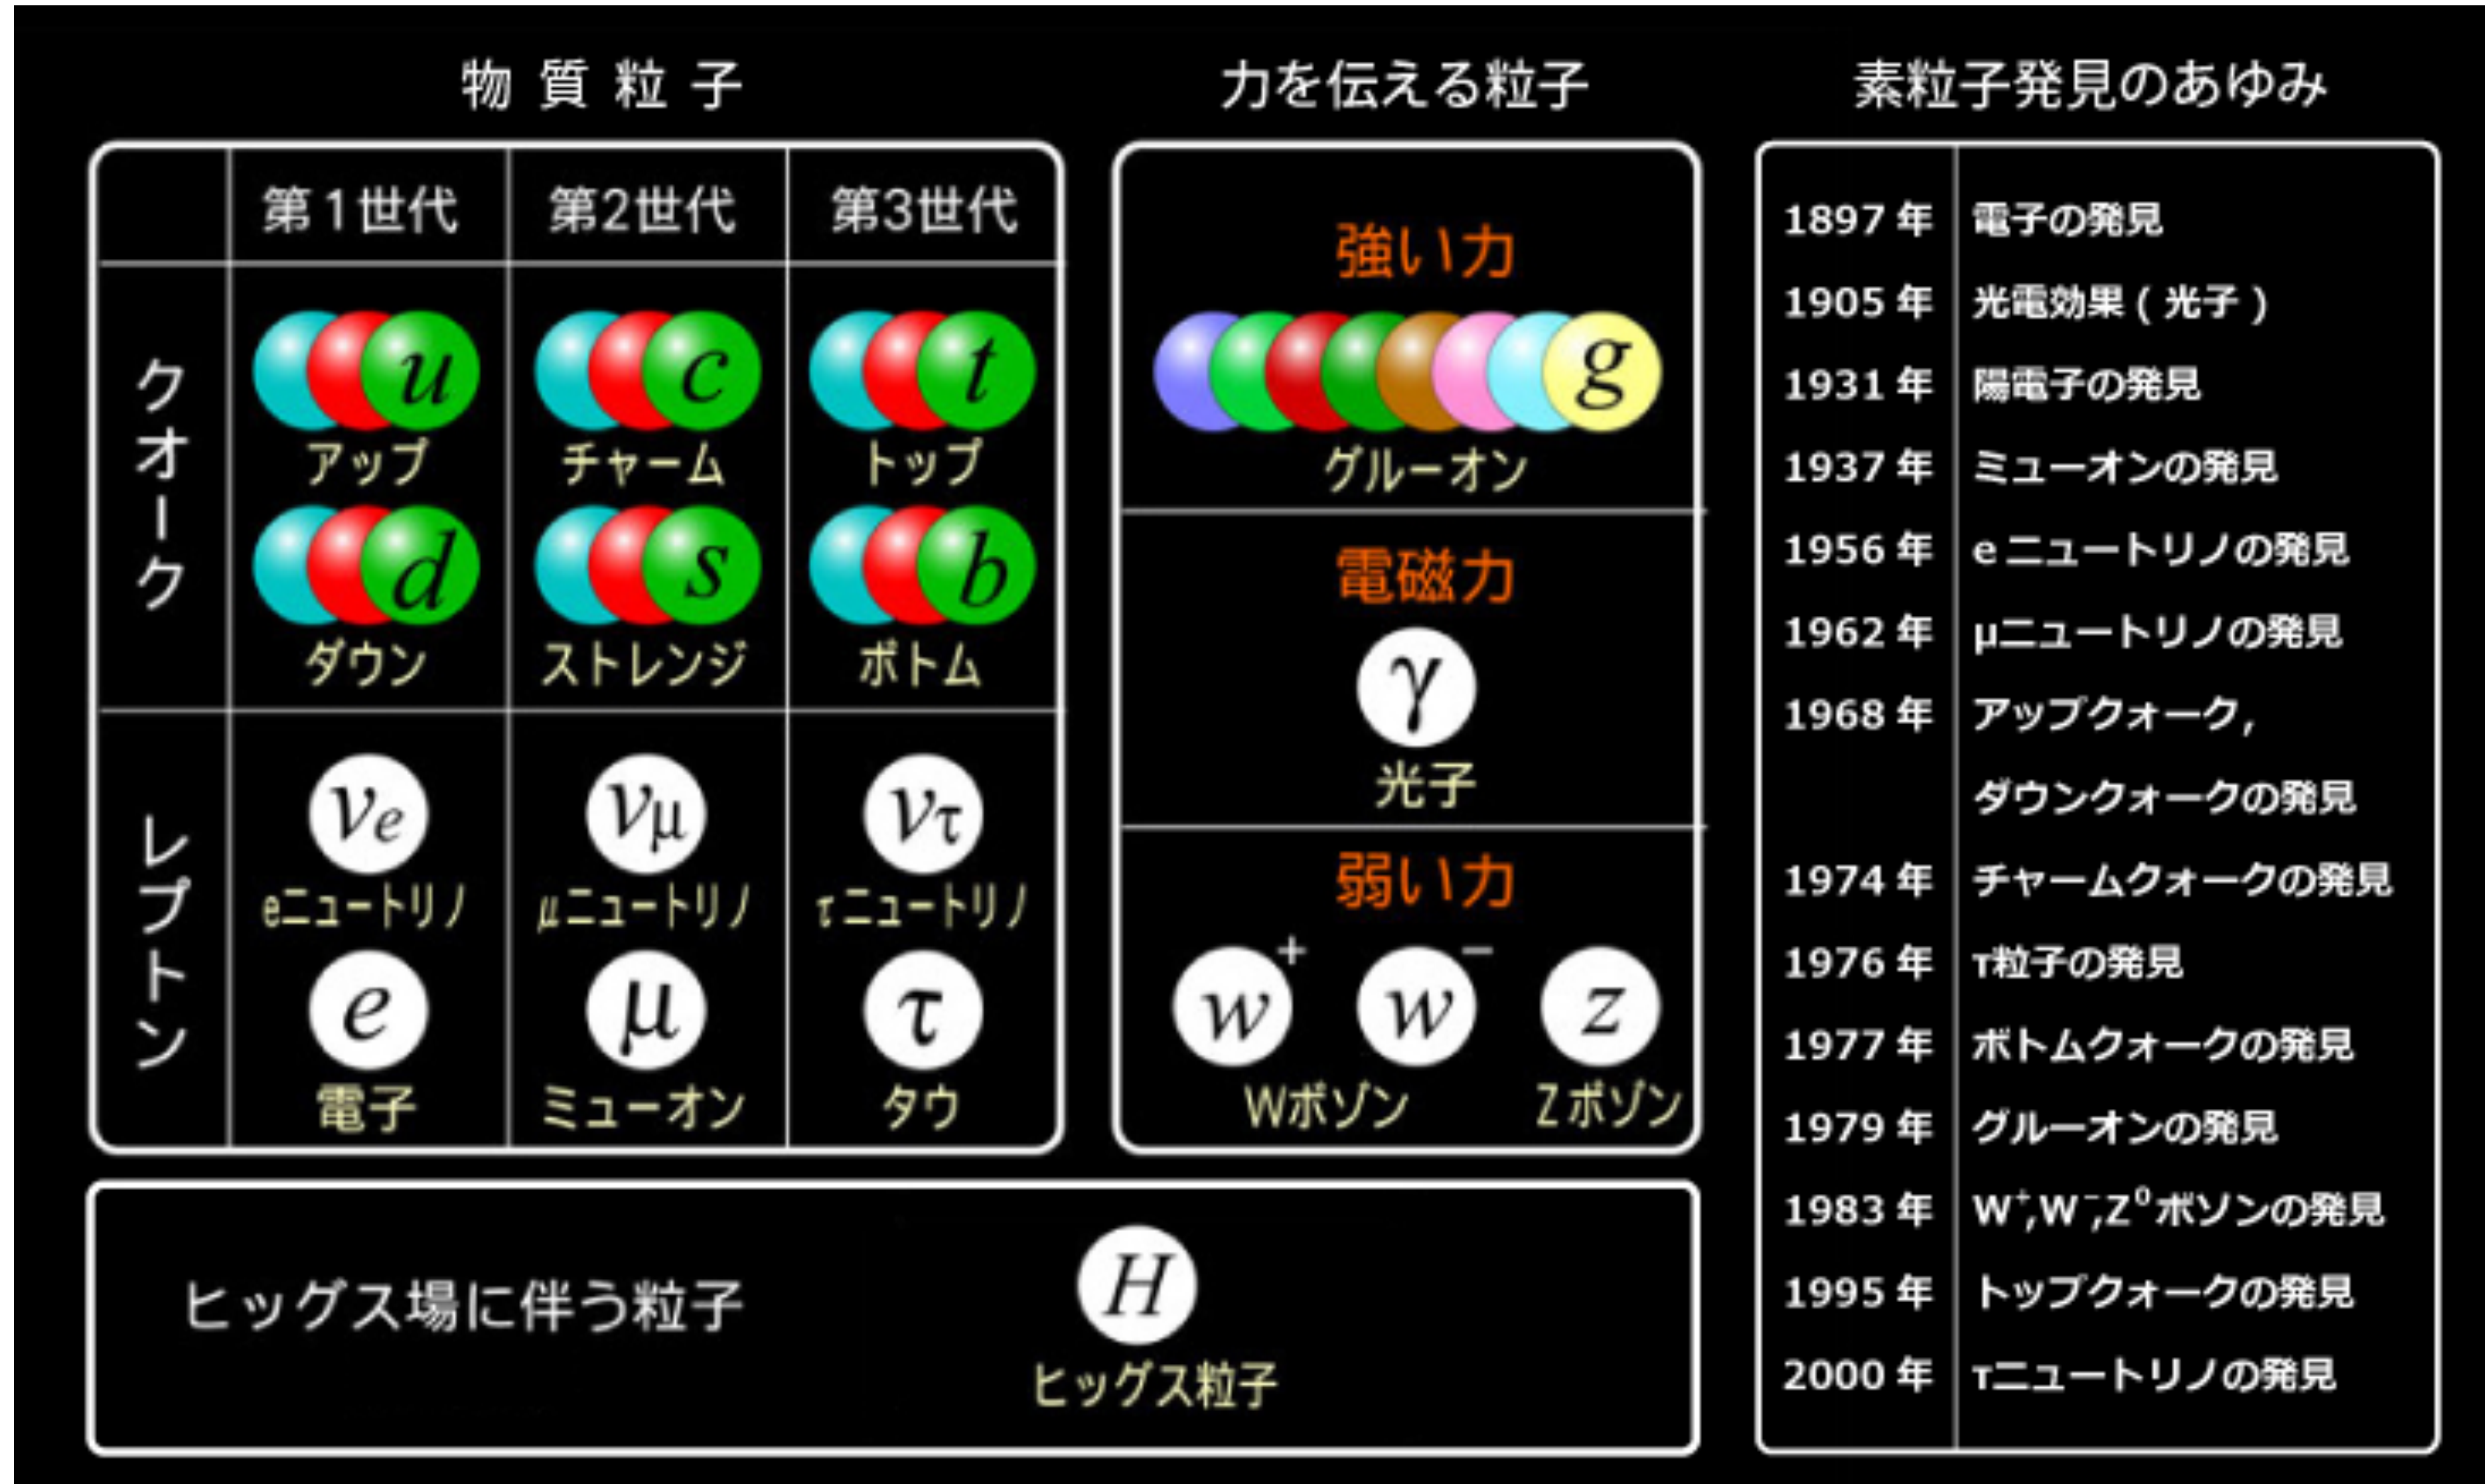 物質粒子
第1世代 第2世代 第3世代
クオーク
u c t
アップ チャーム トップ
d s b
ダウン ストレンジ ボトム
レプトン
νe νμ ντ
eニュートリノ μニュートリノ τニュートリノ
e μ τ
電子 ミューオン タウ
力を伝える粒子
強い力
g
グルーオン
電磁力
γ
光子
弱い力
w+ w− z
Wボゾン Zボゾン
ヒッグス場に伴う粒子
H
ヒッグス粒子
素粒子発見のあゆみ
1897年 電子の発見
1905年 光電効果(光子)
1931年 陽電子の発見
1937年 ミューオンの発見
1956年 eニュートリノの発見
1962年 μニュートリノの発見
1968年 アップクォーク,
ダウンクォークの発見
1974年 チャームクォークの発見
1976年 τ粒子の発見
1977年 ボトムクォークの発見
1979年 グルーオンの発見
1983年 W⁺,W⁻,Z⁰ボソンの発見
1995年 トップクォークの発見
2000年 τニュートリノの発見